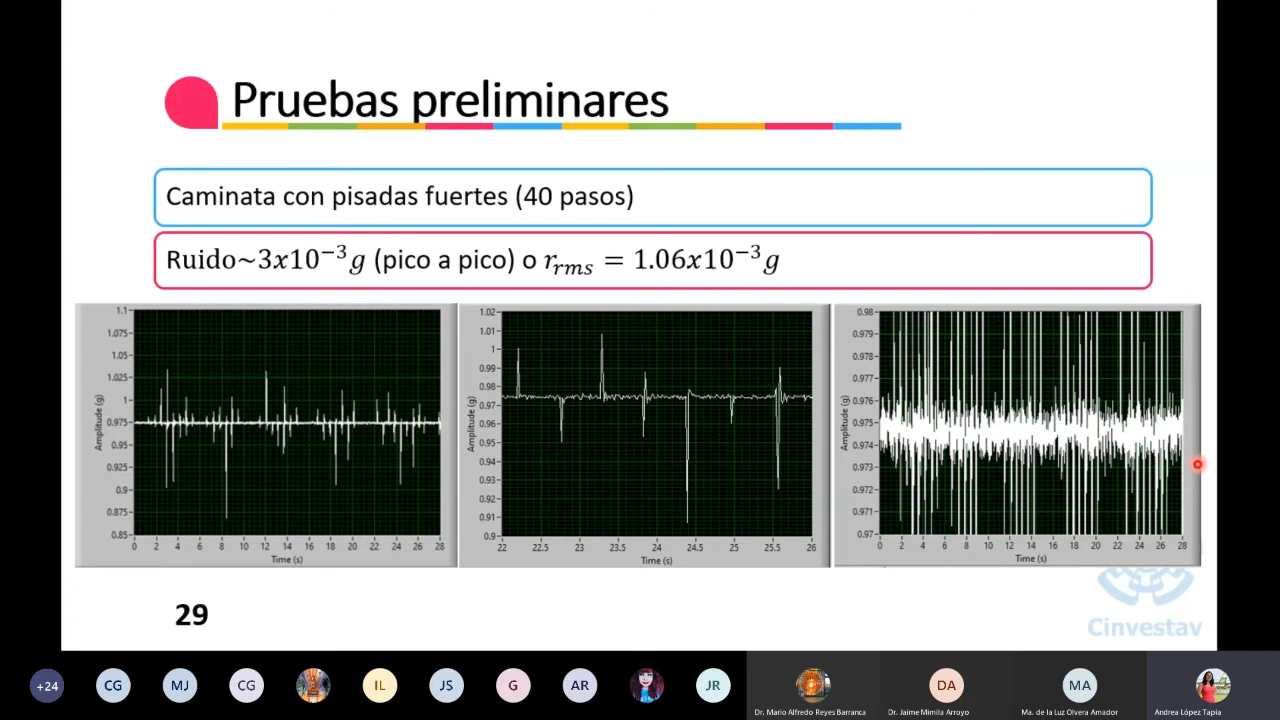 Pruebas preliminares
Caminata con pisadas fuertes (40 pasos)
Ruido~3x10⁻³g (pico a pico) o rᵣₘₛ = 1.06x10⁻³g
1.1
1.075
1.05
1.025
1
0.975
0.95
0.925
0.9
0.875
0.85
Amplitude (g)
0 2 4 6 8 10 12 14 16 18 20 22 24 26 28
Time (s)
1.02
1.01
1
0.99
0.98
0.97
0.96
0.95
0.94
0.93
0.92
0.91
0.9
Amplitude (g)
22 22.5 23 23.5 24 24.5 25 25.5 26
Time (s)
0.98
0.979
0.978
0.977
0.976
0.975
0.974
0.973
0.972
0.971
0.97
Amplitude (g)
0 2 4 6 8 10 12 14 16 18 20 22 24 26 28
Time (s)
29
Cinvestav
+24 CG MJ CG IL JS G AR JR DA MA
Dr. Mario Alfredo Reyes Barranca
Dr. Jaime Mimila Arroyo
Ma. de la Luz Olvera Amador
Andrea López Tapia